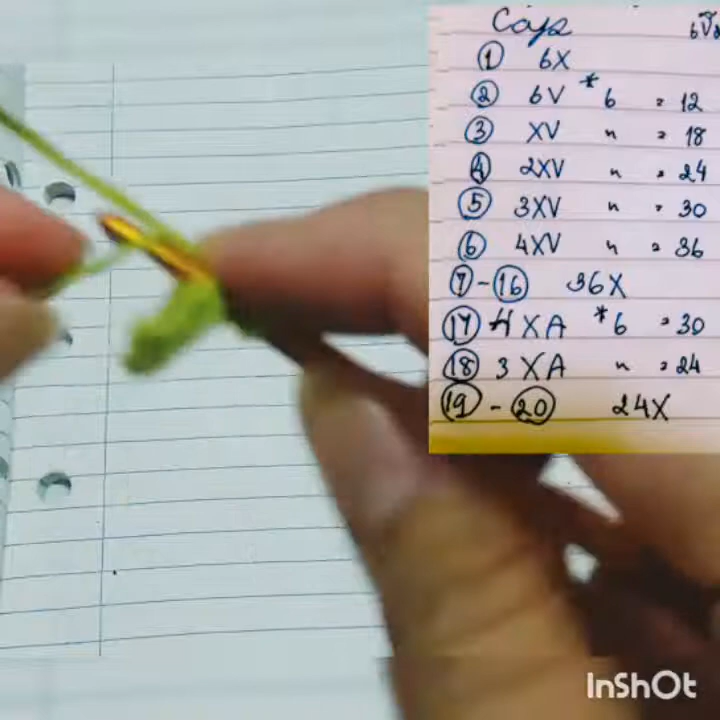 Caps
① 6X
② 6V * 6 = 12
③ XV " = 18
④ 2XV " = 24
⑤ 3XV " = 30
⑥ 4XV " = 36
⑦-⑯ 36X
⑰ 4XA *6 = 30
⑱ 3XA " = 24
⑲ - ⑳ 24X
InShOt